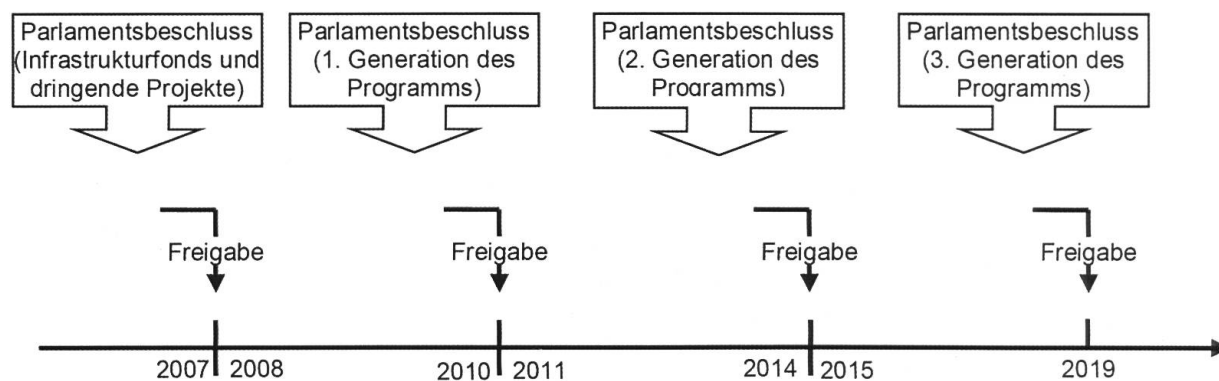 Parlamentsbeschluss
(Infrastrukturfonds und
dringende Projekte)
Parlamentsbeschluss
(1. Generation des
Programms)
Parlamentsbeschluss
(2. Generation des
Programms)
Parlamentsbeschluss
(3. Generation des
Programms)
Freigabe
Freigabe
Freigabe
Freigabe
2007 2008
2010 2011
2014 2015
2019